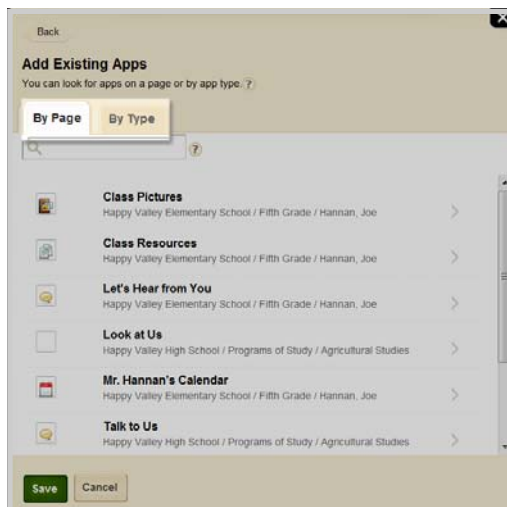 Back
Add Existing Apps
You can look for apps on a page or by app type. ?
By Page
By Type
?
Class Pictures
Happy Valley Elementary School / Fifth Grade / Hannan, Joe
Class Resources
Happy Valley Elementary School / Fifth Grade / Hannan, Joe
Let's Hear from You
Happy Valley Elementary School / Fifth Grade / Hannan, Joe
Look at Us
Happy Valley High School / Programs of Study / Agricultural Studies
Mr. Hannan's Calendar
Happy Valley Elementary School / Fifth Grade / Hannan, Joe
Talk to Us
Happy Valley High School / Programs of Study / Agricultural Studies
Save
Cancel